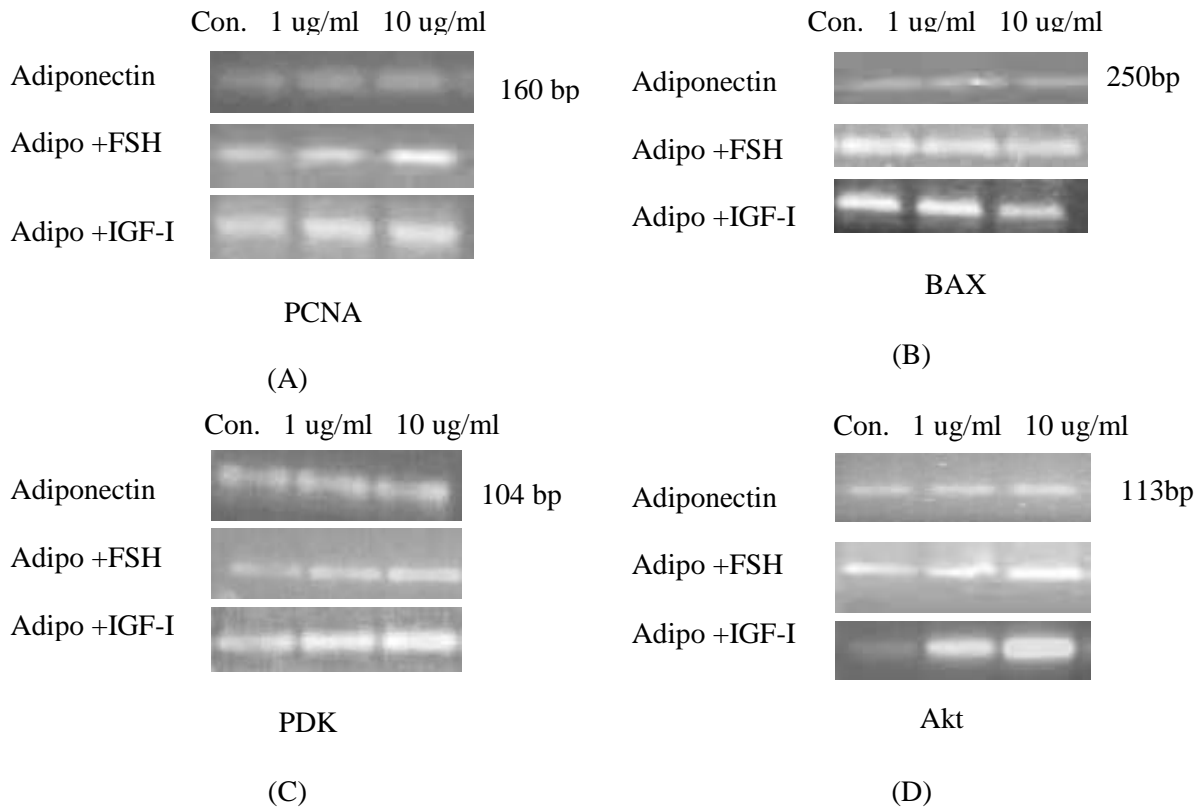 Con. 1 ug/ml 10 ug/ml
Adiponectin
160 bp
Adipo +FSH
Adipo +IGF-I
PCNA
(A)
Con. 1 ug/ml 10 ug/ml
Adiponectin
250bp
Adipo +FSH
Adipo +IGF-I
BAX
(B)
Con. 1 ug/ml 10 ug/ml
Adiponectin
104 bp
Adipo +FSH
Adipo +IGF-I
PDK
(C)
Con. 1 ug/ml 10 ug/ml
Adiponectin
113bp
Adipo +FSH
Adipo +IGF-I
Akt
(D)